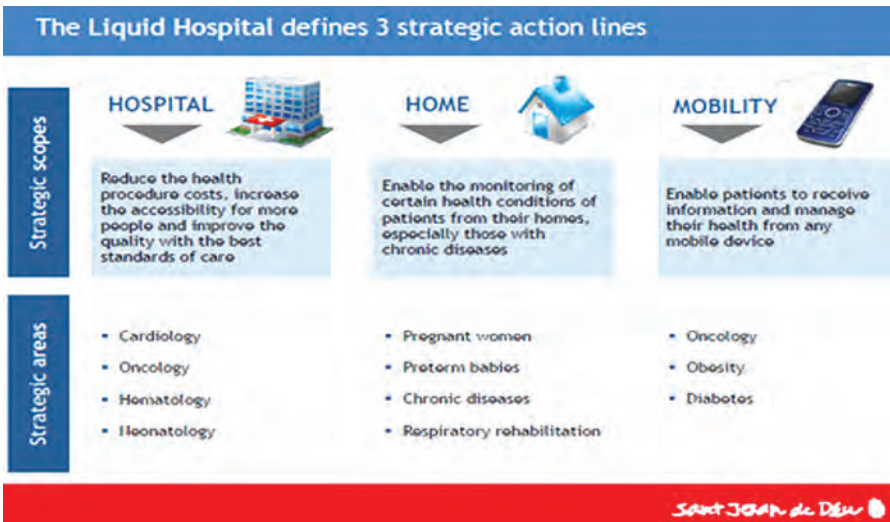 The Liquid Hospital defines 3 strategic action lines
Strategic scopes
HOSPITAL
Reduce the health
procedure costs, increase
the accessibility for more
people and improve the
quality with the best
standards of care
HOME
Enable the monitoring of
certain health conditions of
patients from their homes,
especially those with
chronic diseases
MOBILITY
Enable patients to receive
information and manage
their health from any
mobile device
Strategic areas
• Cardiology
• Oncology
• Hematology
• Neonatology
• Pregnant women
• Preterm babies
• Chronic diseases
• Respiratory rehabilitation
• Oncology
• Obesity
• Diabetes
Sant Joan de Déu